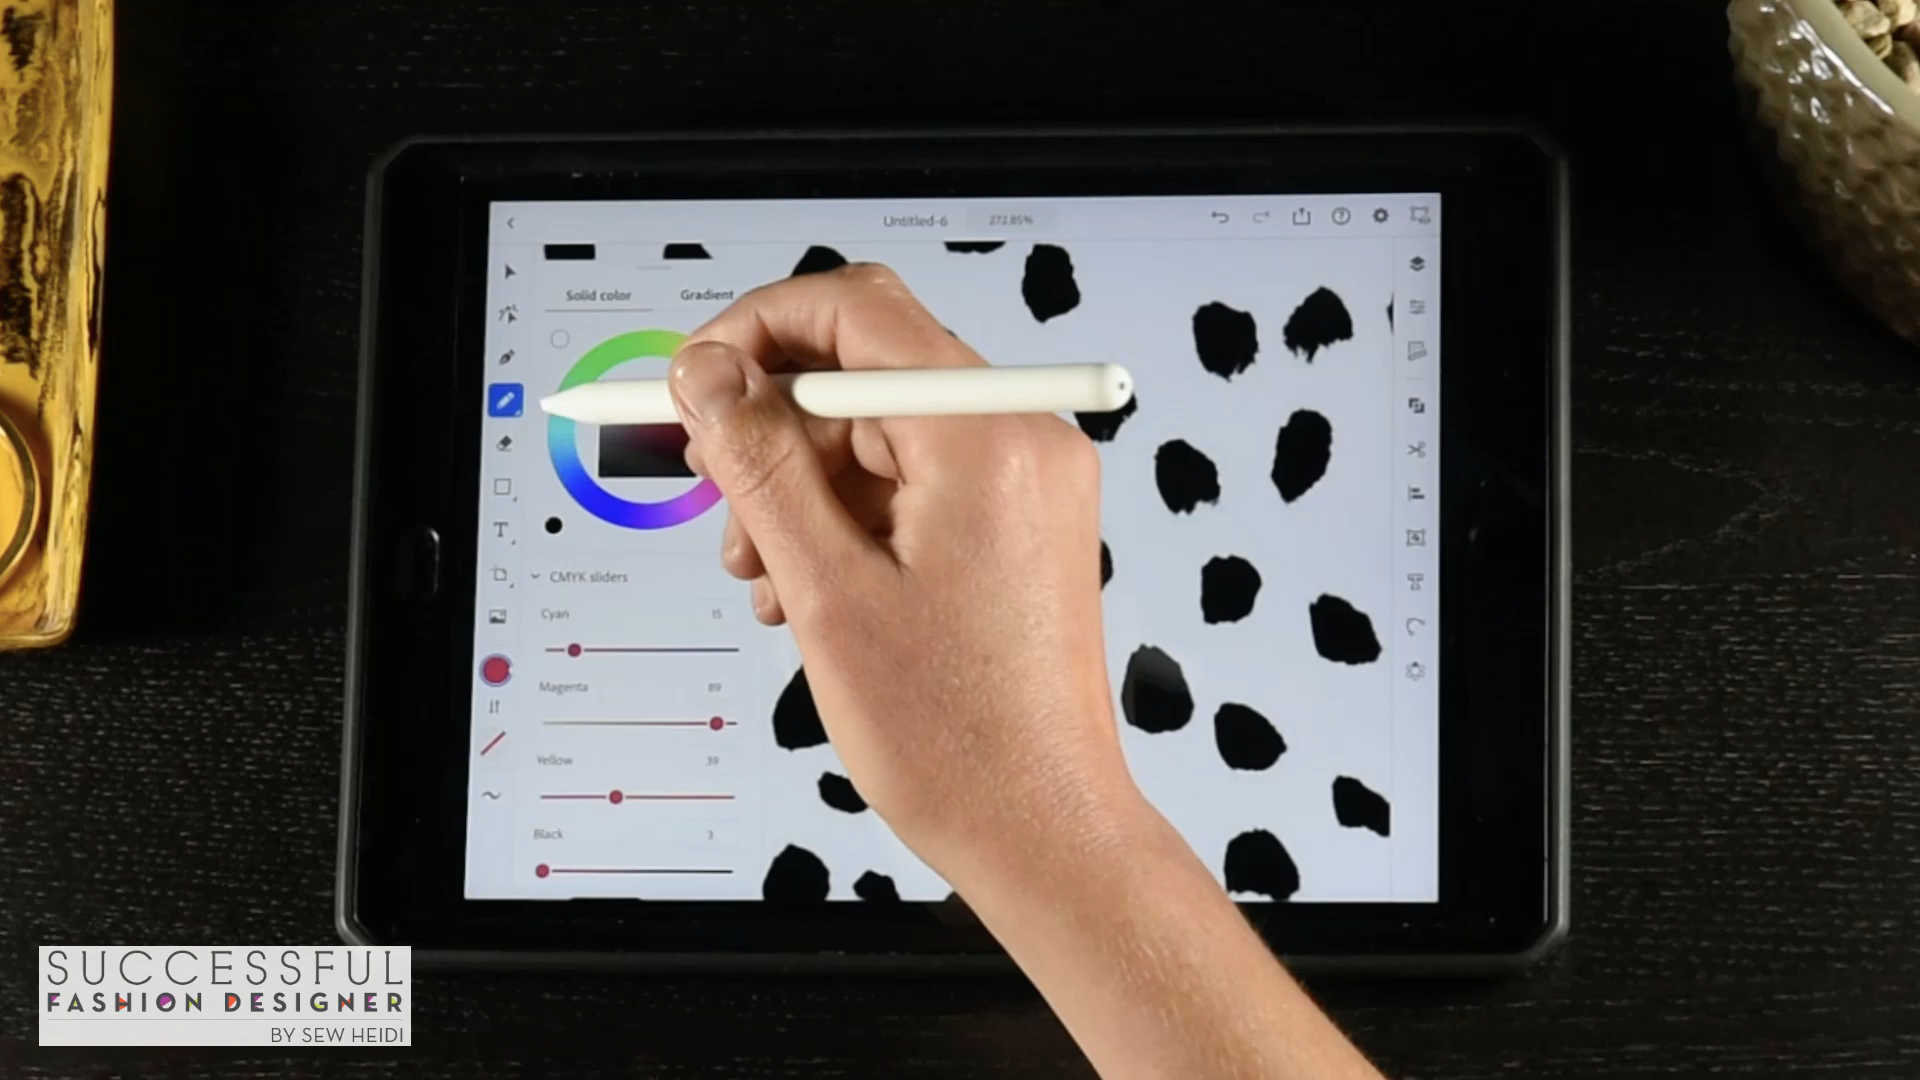 Untitled-6 272.85%
Solid color Gradient
CMYK sliders
Cyan 15
Magenta 89
Yellow 39
Black 3
SUCCESSFUL
FASHION DESIGNER
BY SEW HEIDI